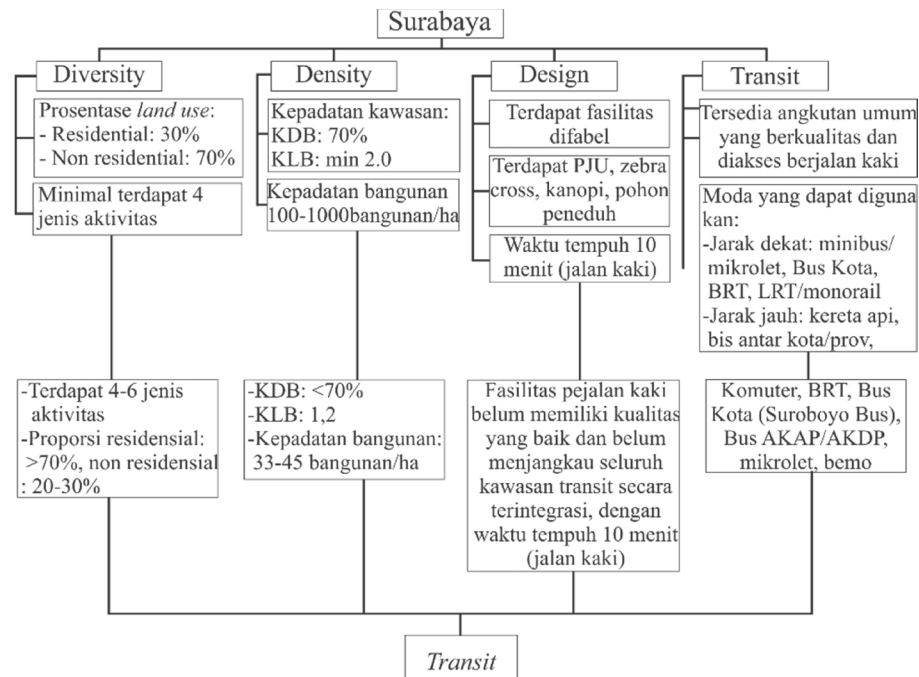 Surabaya
Diversity
Prosentase land use:
- Residential: 30%
- Non residential: 70%
Minimal terdapat 4
jenis aktivitas
-Terdapat 4-6 jenis
aktivitas
-Proporsi residensial:
>70%, non residensial
: 20-30%
Density
Kepadatan kawasan:
KDB: 70%
KLB: min 2.0
Kepadatan bangunan
100-1000bangunan/ha
-KDB: <70%
-KLB: 1,2
-Kepadatan bangunan:
33-45 bangunan/ha
Design
Terdapat fasilitas
difabel
Terdapat PJU, zebra
cross, kanopi, pohon
peneduh
Waktu tempuh 10
menit (jalan kaki)
Fasilitas pejalan kaki
belum memiliki kualitas
yang baik dan belum
menjangkau seluruh
kawasan transit secara
terintegrasi, dengan
waktu tempuh 10 menit
(jalan kaki)
Transit
Tersedia angkutan umum
yang berkualitas dan
diakses berjalan kaki
Moda yang dapat diguna
kan:
-Jarak dekat: minibus/
mikrolet, Bus Kota,
BRT, LRT/monorail
-Jarak jauh: kereta api,
bis antar kota/prov,
Komuter, BRT, Bus
Kota (Suroboyo Bus),
Bus AKAP/AKDP,
mikrolet, bemo
Transit